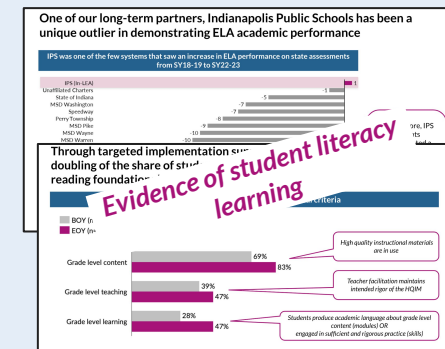 One of our long-term partners, Indianapolis Public Schools has been a
unique outlier in demonstrating ELA academic performance
IPS was one of the few systems that saw an increase in ELA performance on state assessments
from SY18-19 to SY22-23
IPS (In-LEA) 1
Unaffiliated Charters -1
State of Indiana -5
MSD Washington -7
Speedway -7
Perry Township -8
MSD Pike -9
MSD Wayne -10
MSD Warren -10
IPS
Through targeted implementation
doubling of the share of
reading
Evidence of student literacy
learning
criteria
BOY
EOY
Grade level content 69% 83%
High quality instructional materials
are in use
Grade level teaching 39% 47%
Teacher facilitation maintains
intended rigor of the HQIM
Grade level learning 28% 47%
Students produce academic language about grade level
content (modules) OR
engaged in sufficient and rigorous practice (skills)